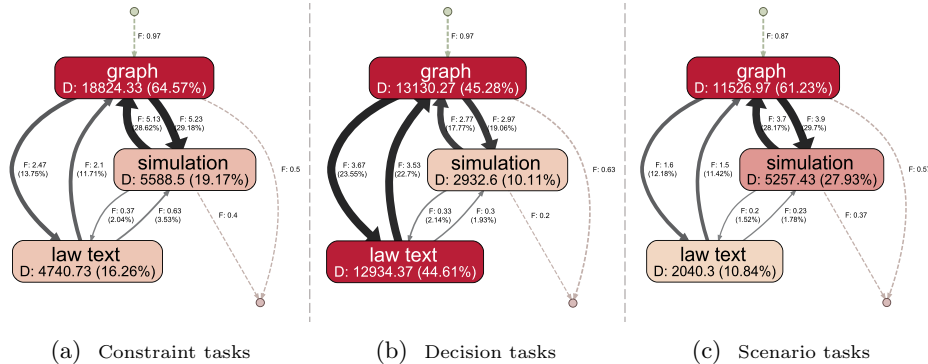 F: 0.97
graph
D: 18824.33 (64.57%)
F: 5.13
(28.62%)
F: 5.23
(29.18%)
F: 2.47
(13.75%)
F: 2.1
(11.71%)
simulation
D: 5588.5 (19.17%)
F: 0.5
F: 0.37
(2.04%)
F: 0.63
(3.53%)
F: 0.4
law text
D: 4740.73 (16.26%)
(a) Constraint tasks
F: 0.97
graph
D: 13130.27 (45.28%)
F: 2.77
(17.77%)
F: 2.97
(19.06%)
F: 3.67
(23.55%)
F: 3.53
(22.7%)
simulation
D: 2932.6 (10.11%)
F: 0.63
F: 0.33
(2.14%)
F: 0.3
(1.93%)
F: 0.2
law text
D: 12934.37 (44.61%)
(b) Decision tasks
F: 0.87
graph
D: 11526.97 (61.23%)
F: 3.7
(28.17%)
F: 3.9
(29.7%)
F: 1.6
(12.18%)
F: 1.5
(11.42%)
simulation
D: 5257.43 (27.93%)
F: 0.57
F: 0.2
(1.52%)
F: 0.23
(1.78%)
F: 0.37
law text
D: 2040.3 (10.84%)
(c) Scenario tasks